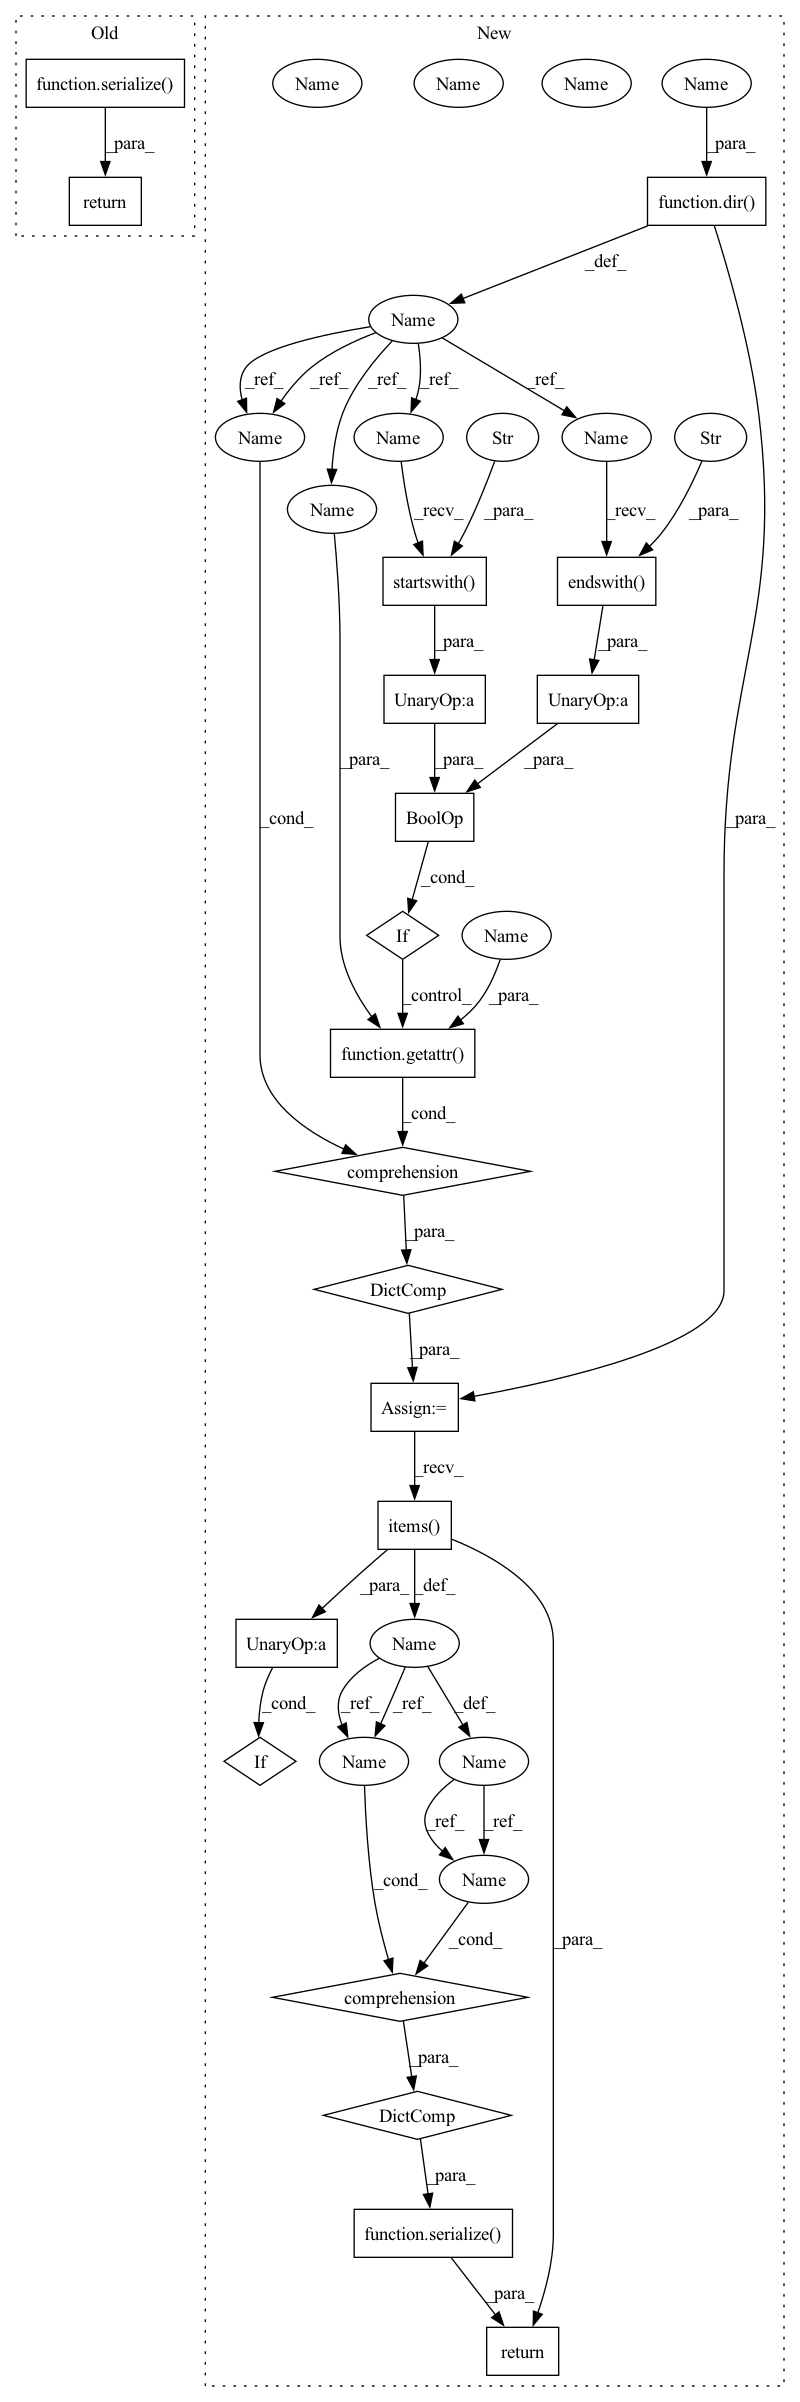 Old
New
function.serialize()
Name
Name
Name
Name
_para_
_para_
return
function.dir()
_def_
Name
_ref_
_ref_
_ref_
_ref_
_ref_
Name
Name
Str
Name
Str
Name
_recv_
_para_
_recv_
_para_
startswith()
endswith()
_para_
_para_
UnaryOp:a
UnaryOp:a
_para_
_para_
_para_
BoolOp
_cond_
_para_
_cond_
If
Name
_control_
_para_
function.getattr()
_cond_
comprehension
_para_
DictComp
_para_
Assign:=
_recv_
items()
_para_
_def_
UnaryOp:a
Name
_cond_
_ref_
_ref_
_def_
If
Name
Name
_ref_
_ref_
_cond_
Name
_cond_
_para_
comprehension
_para_
DictComp
_para_
function.serialize()
_para_
return